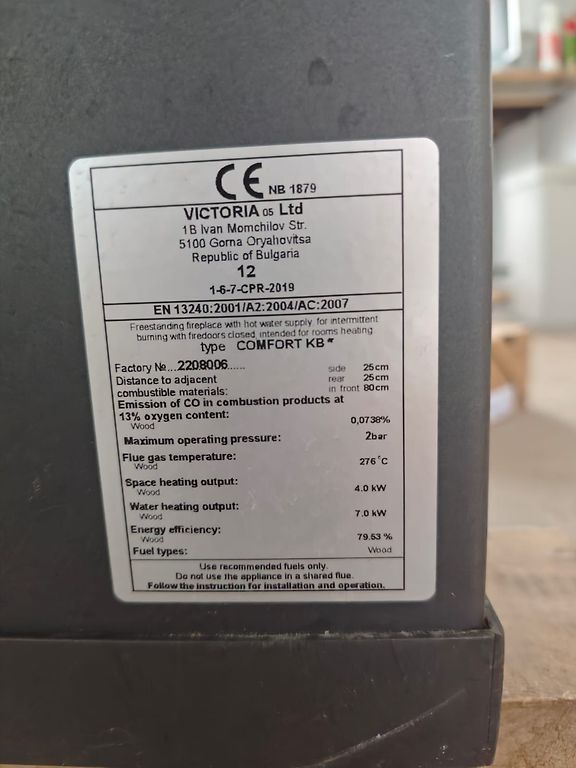 CE NB 1879
VICTORIA 05 Ltd
1B Ivan Momchilov Str.
5100 Gorna Oryahovitsa
Republic of Bulgaria
12
1-6-7-CPR-2019
EN 13240:2001/A2:2004/AC:2007
Freestanding fireplace with hot water supply for intermittent
burning with firedoors closed, intended for rooms heating
type COMFORT KB"
Factory №...2208006...... side 25cm
Distance to adjacent rear 25cm
combustible materials: in front 80cm
Emission of CO in combustion products at
13% oxygen content:
Wood 0,0738%
Maximum operating pressure: 2bar
Flue gas temperature:
Wood 276°C
Space heating output:
Wood 4.0 kW
Water heating output:
Wood 7.0 kW
Energy efficiency:
Wood 79.53 %
Fuel types: Wood
Use recommended fuels only.
Do not use the appliance in a shared flue.
Follow the instruction for installation and operation.